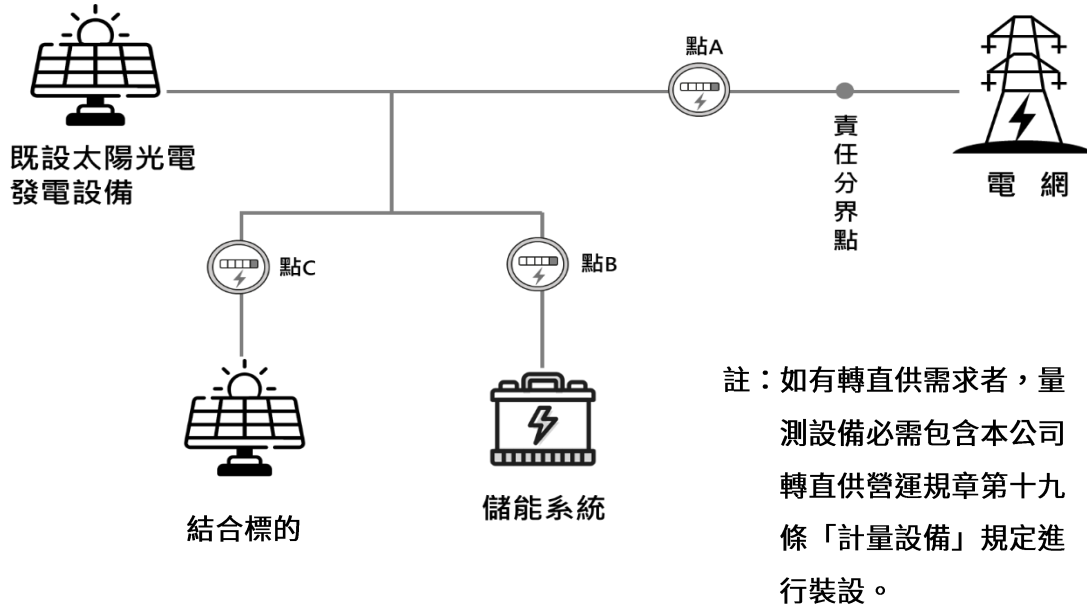 點A
既設太陽光電
發電設備
責任分界點
電 網
點C
點B
結合標的
儲能系統
註：如有轉直供需求者，量
測設備必需包含本公司
轉直供營運規章第十九
條「計量設備」規定進
行裝設。